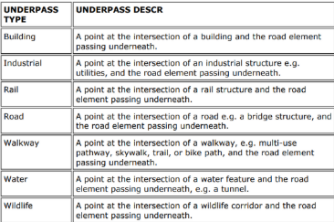 UNDERPASS TYPE UNDERPASS DESCR
Building A point at the intersection of a building and the road element
passing underneath.
Industrial A point at the intersection of an industrial structure e.g.
utilities, and the road element passing underneath.
Rail A point at the intersection of a rail structure and the road
element passing underneath.
Road A point at the intersection of a road e.g. a bridge structure, and
the road element passing underneath.
Walkway A point at the intersection of a walkway, e.g. multi-use
pathway, skywalk, trail, or bike path, and the road element
passing underneath.
Water A point at the intersection of a water feature and the road
element passing underneath, e.g. a tunnel.
Wildlife A point at the intersection of a wildlife corridor and the road
element passing underneath.